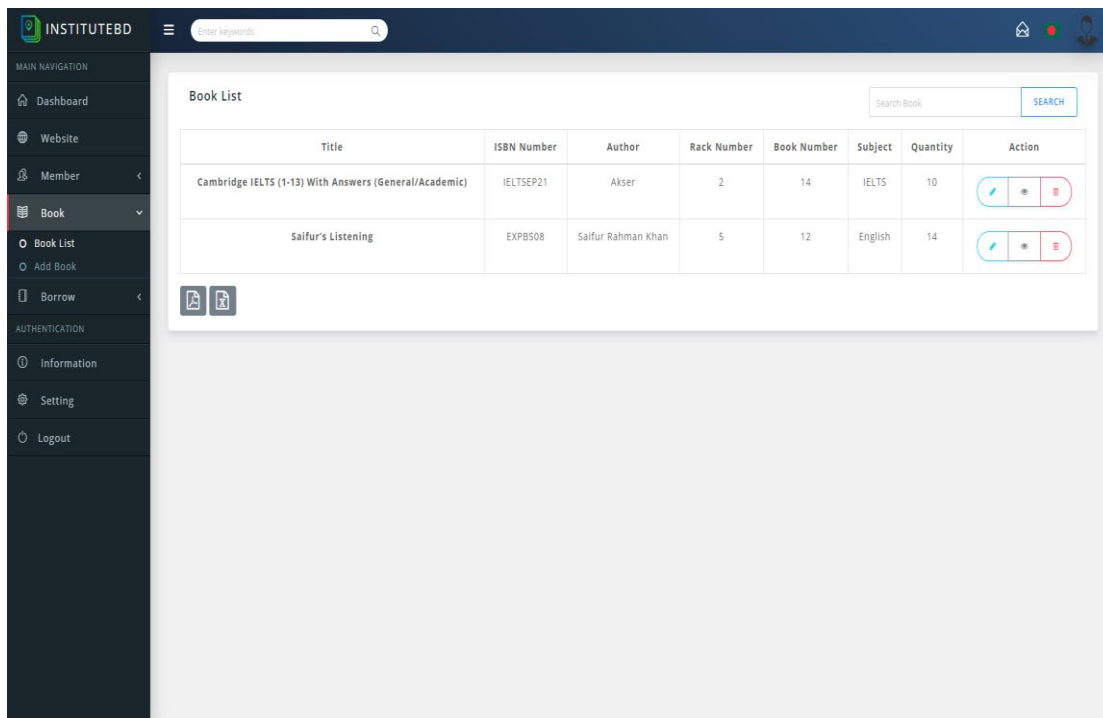 INSTITUTEBD
Enter keywords
MAIN NAVIGATION
Dashboard
Website
Member
Book
Book List
Add Book
Borrow
AUTHENTICATION
Information
Setting
Logout
Book List
Search Book
SEARCH
Title ISBN Number Author Rack Number Book Number Subject Quantity Action
Cambridge IELTS (1-13) With Answers (General/Academic) IELTSEP21 Akser 2 14 IELTS 10
Saifur's Listening EXPBS08 Saifur Rahman Khan 5 12 English 14